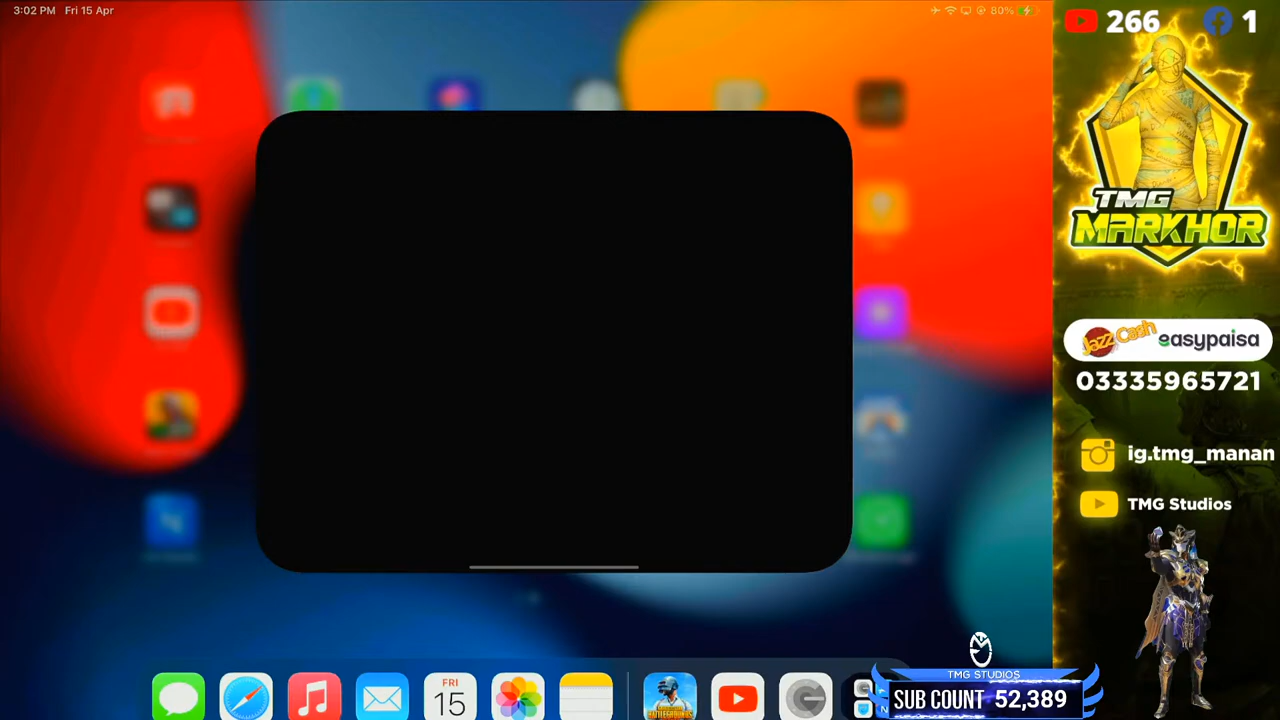 3:02 PM Fri 15 Apr
80%
266
1
TMG
MARKHOR
JazzCash easypaisa
03335965721
ig.tmg_manan
TMG Studios
FRI
15
TMG STUDIOS
SUB COUNT 52,389